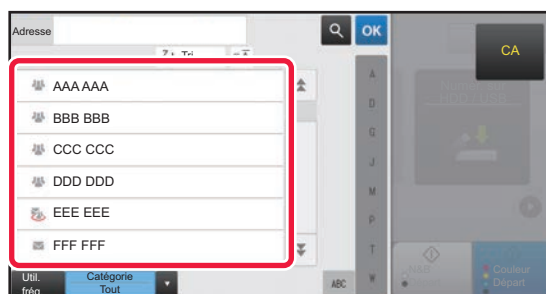 Adresse
OK
CA
Tri
AAA AAA
BBB BBB
CCC CCC
DDD DDD
EEE EEE
FFF FFF
A
D
G
J
M
P
T
W
ABC
Util.
fréq.
Catégorie
Tout
N&B
Couleur
Départ